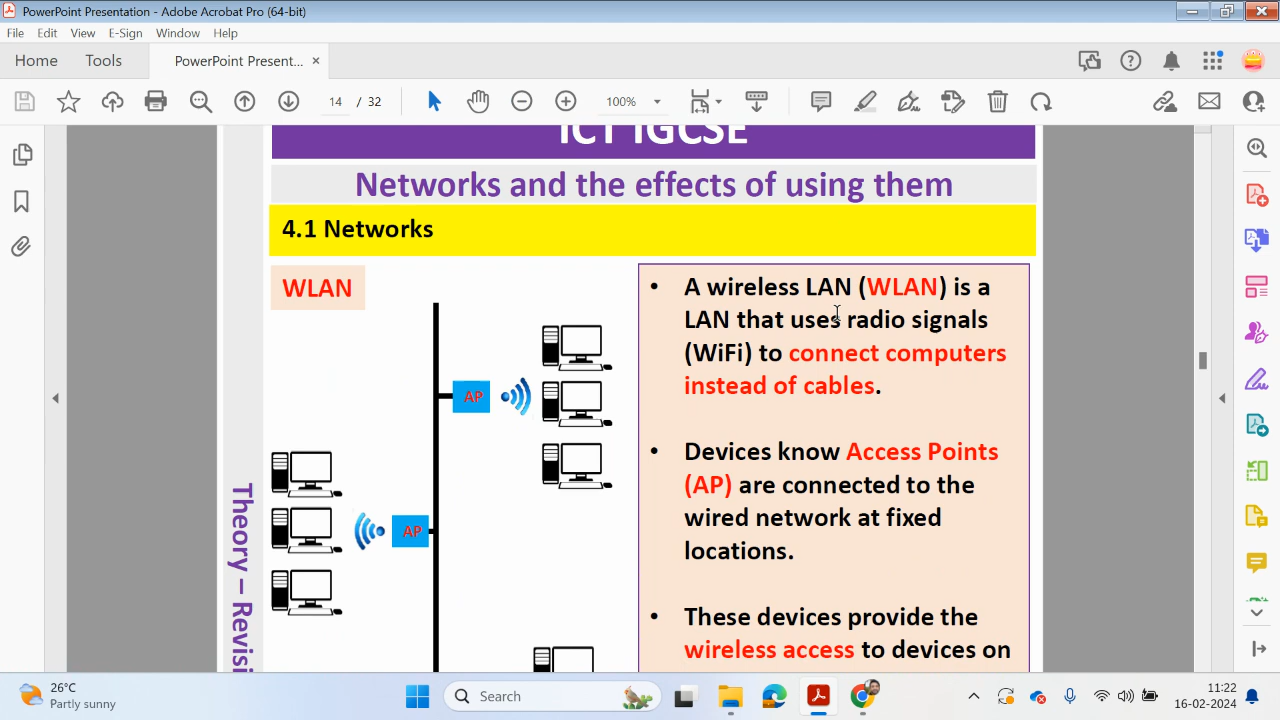 PowerPoint Presentation - Adobe Acrobat Pro (64-bit)
File Edit View E-Sign Window Help
Home Tools PowerPoint Present... ×
14 / 32 100%
ICT IGCSE
Networks and the effects of using them
4.1 Networks
WLAN
AP
AP
Theory – Revisi
• A wireless LAN (WLAN) is a
LAN that uses radio signals
(WiFi) to connect computers
instead of cables.
• Devices know Access Points
(AP) are connected to the
wired network at fixed
locations.
• These devices provide the
wireless access to devices on
26°C
Partly sunny
Search
11:22
16-02-2024